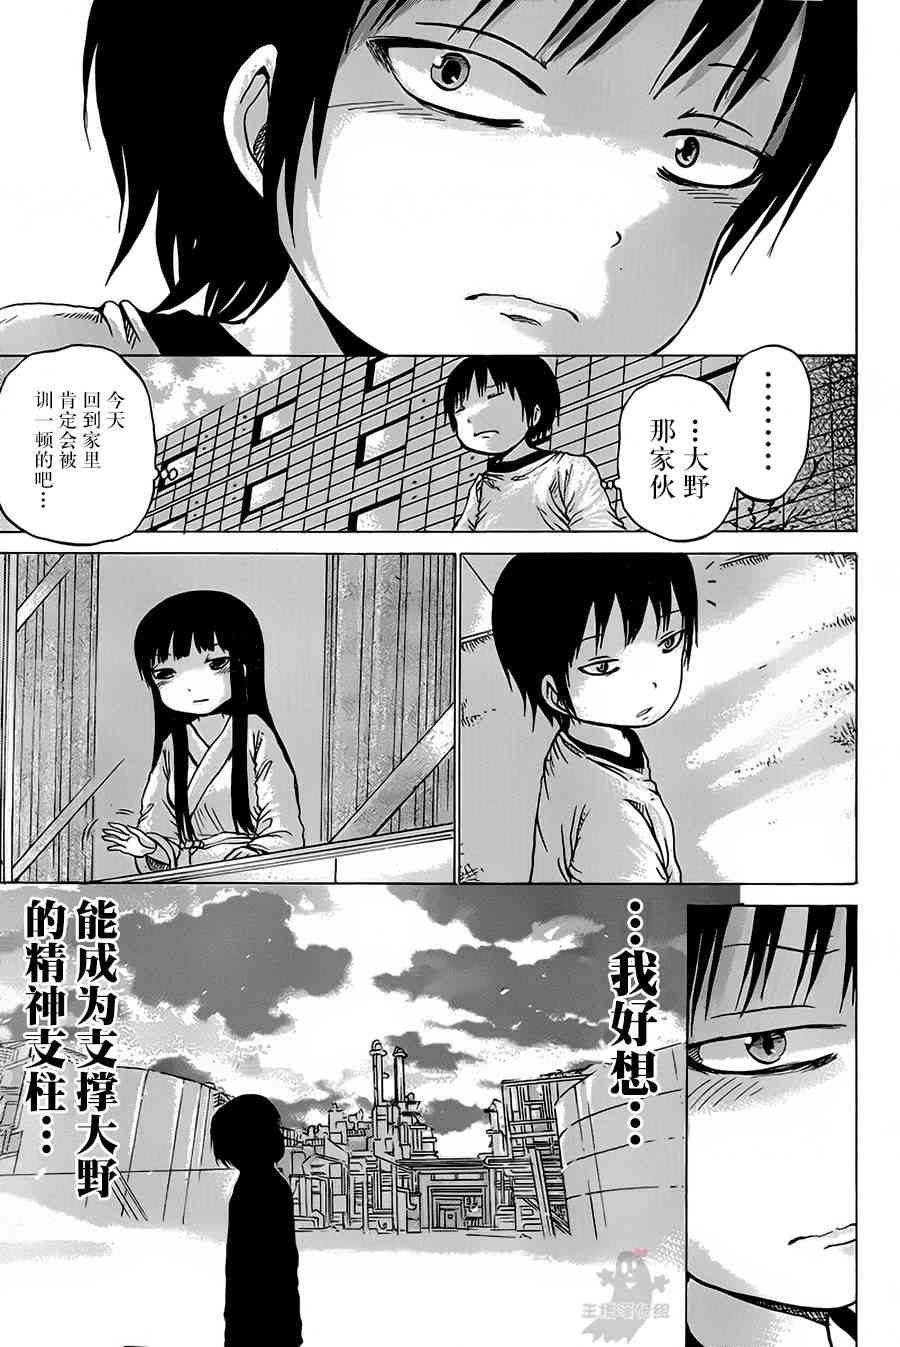 …………
…大野
那家伙
今天
回到家里
肯定会被
训一顿的吧…
…我好想…
能成为支撑大野
的精神支柱…